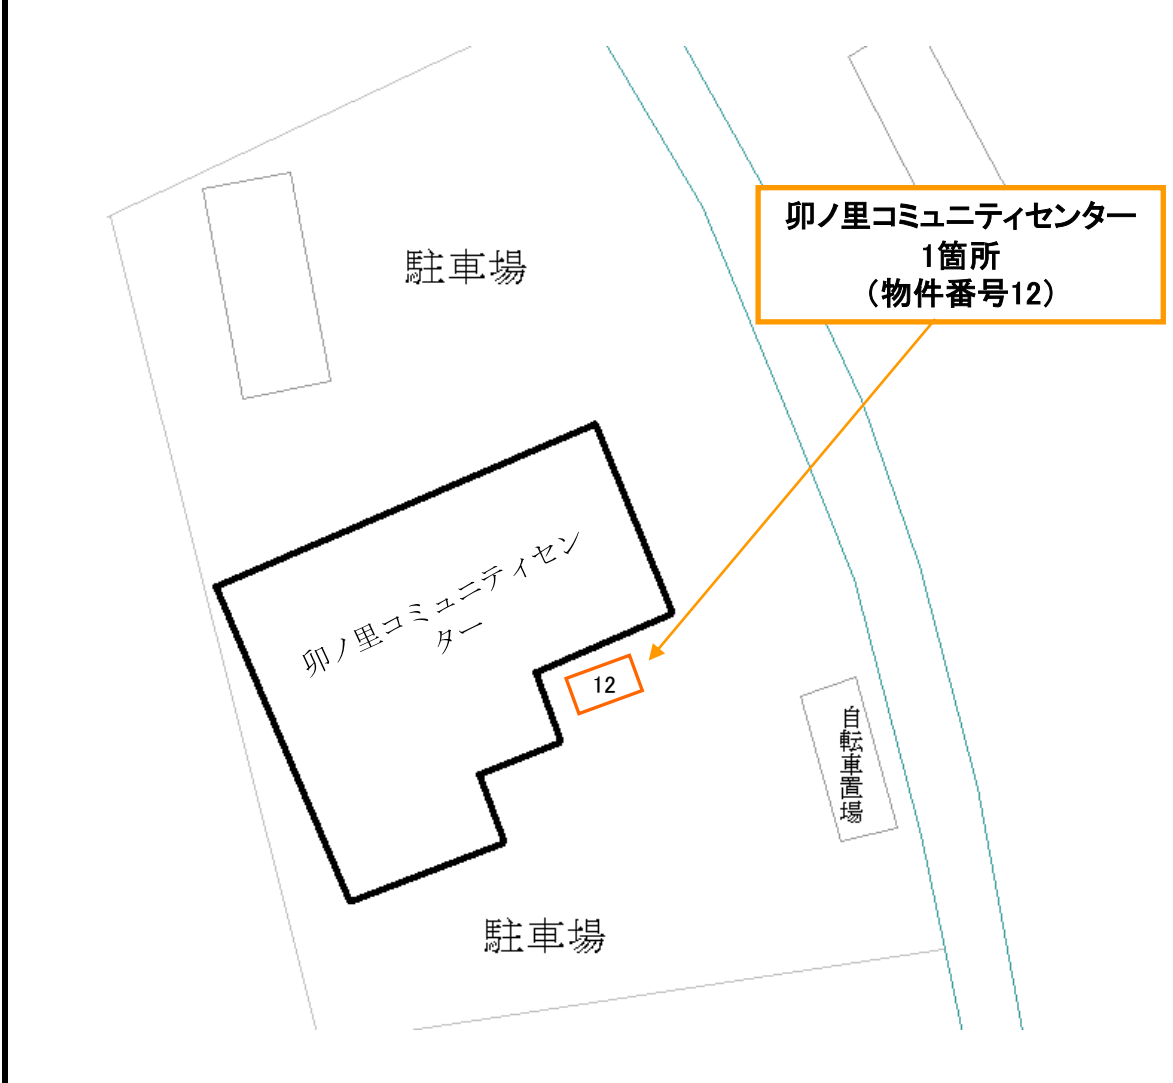 駐車場
卯ノ里コミュニティセンター
1箇所
（物件番号12）
卯ノ里コミュニティセン
ター
12
自転車置場
駐車場